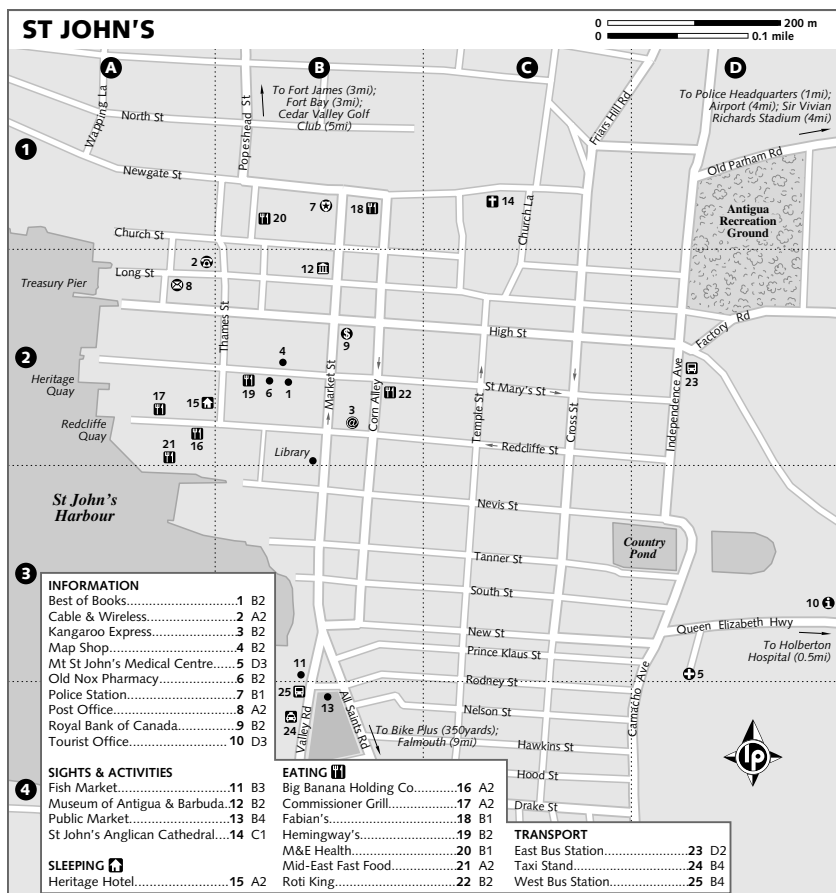 ST JOHN'S
0 200 m
0 0.1 mile
A
B
C
D
To Fort James (3mi);
Fort Bay (3mi);
Cedar Valley Golf
Club (5mi)
To Police Headquarters (1mi);
Airport (4mi); Sir Vivian
Richards Stadium (4mi)
Wapping La
North St
Popeshead St
Friars Hill Rd
1
Newgate St
Old Parham Rd
7
18
20
14
Church La
Antigua
Recreation
Ground
Church St
2
12
Long St
8
Treasury Pier
Thames St
High St
Factory Rd
9
2
4
Market St
Corn Alley
23
Heritage
Quay
17
15
19
6
1
22
St Mary's St
Temple St
Cross St
Independence Ave
3
Redcliffe
Quay
21
16
Redcliffe St
Library
St John's
Harbour
Nevis St
Country
Pond
Tanner St
3
South St
10
New St
Queen Elizabeth Hwy
Prince Klaus St
To Holberton
Hospital (0.5mi)
11
5
Rodney St
25
13
Nelson St
Camacho Ave
24
Valley Rd
All Saints Rd
To Bike Plus (350yards);
Falmouth (9mi)
Hawkins St
Hood St
4
Drake St
lp
INFORMATION
Best of Books 1 B2
Cable & Wireless 2 A2
Kangaroo Express 3 B2
Map Shop 4 B2
Mt St John's Medical Centre 5 D3
Old Nox Pharmacy 6 B2
Police Station 7 B1
Post Office 8 A2
Royal Bank of Canada 9 B2
Tourist Office 10 D3
SIGHTS & ACTIVITIES
Fish Market 11 B3
Museum of Antigua & Barbuda 12 B2
Public Market 13 B4
St John's Anglican Cathedral 14 C1
SLEEPING
Heritage Hotel 15 A2
EATING
Big Banana Holding Co 16 A2
Commissioner Grill 17 A2
Fabian's 18 B1
Hemingway's 19 B2
M&E Health 20 B1
Mid-East Fast Food 21 A2
Roti King 22 B2
TRANSPORT
East Bus Station 23 D2
Taxi Stand 24 B4
West Bus Station 25 B4